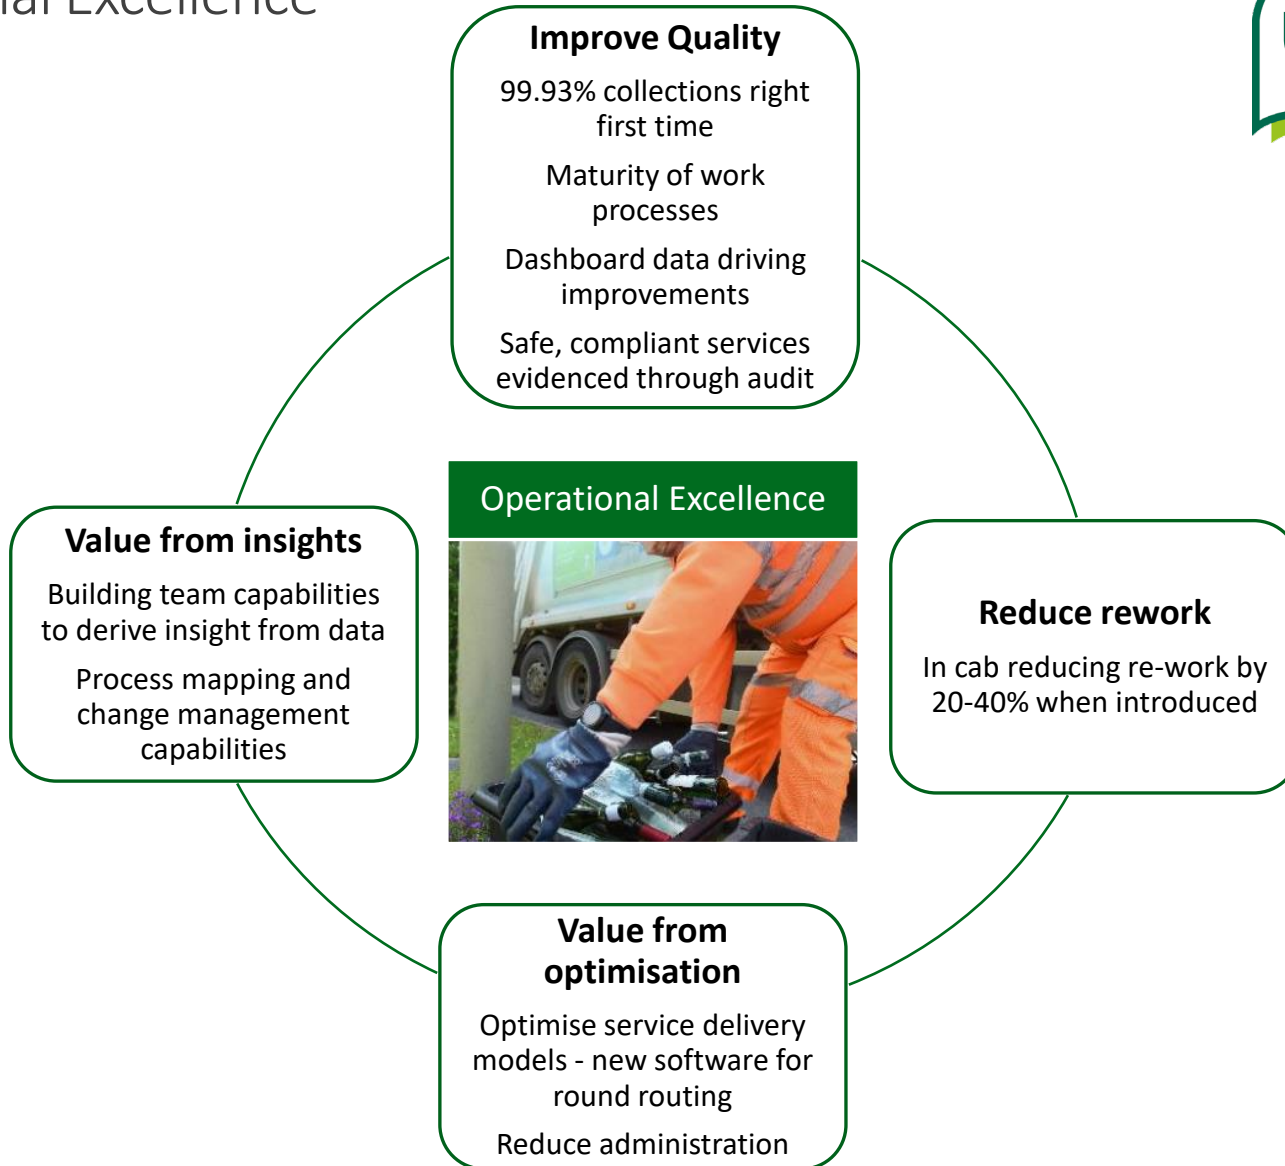 Excellence
Improve Quality
99.93% collections right
first time
Maturity of work
processes
Dashboard data driving
improvements
Safe, compliant services
evidenced through audit
Operational Excellence
Value from insights
Building team capabilities
to derive insight from data
Process mapping and
change management
capabilities
Reduce rework
In cab reducing re-work by
20-40% when introduced
Value from
optimisation
Optimise service delivery
models - new software for
round routing
Reduce administration